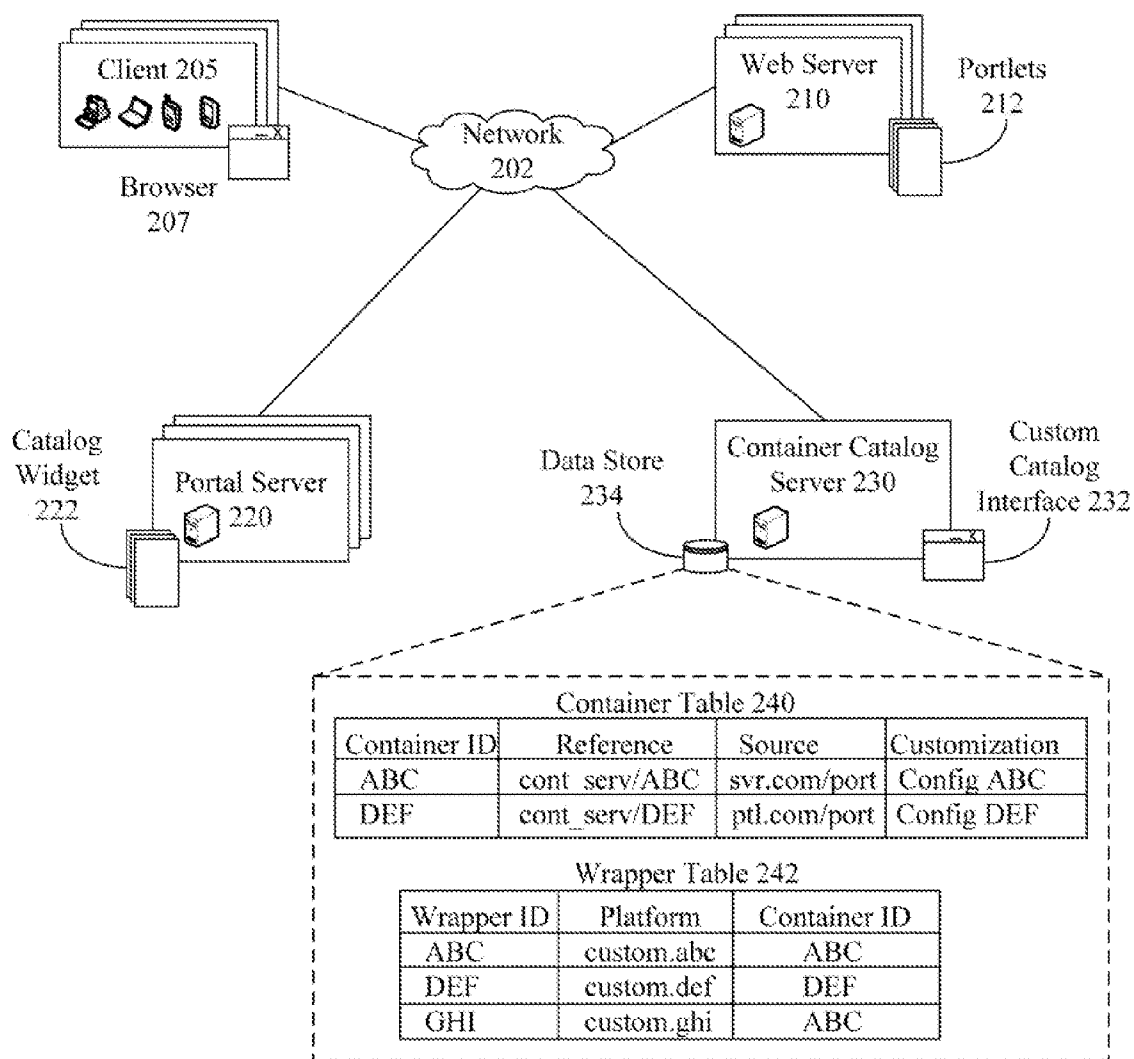 Client 205
Browser
207
Network
202
Web Server
210
Portlets
212
Catalog
Widget
222
Portal Server
220
Data Store
234
Container Catalog
Server 230
Custom
Catalog
Interface 232
Container Table 240
Container ID Reference Source Customization
ABC cont_serv/ABC svr.com/port Config ABC
DEF cont_serv/DEF ptl.com/port Config DEF
Wrapper Table 242
Wrapper ID Platform Container ID
ABC custom.abc ABC
DEF custom.def DEF
GHI custom.ghi ABC